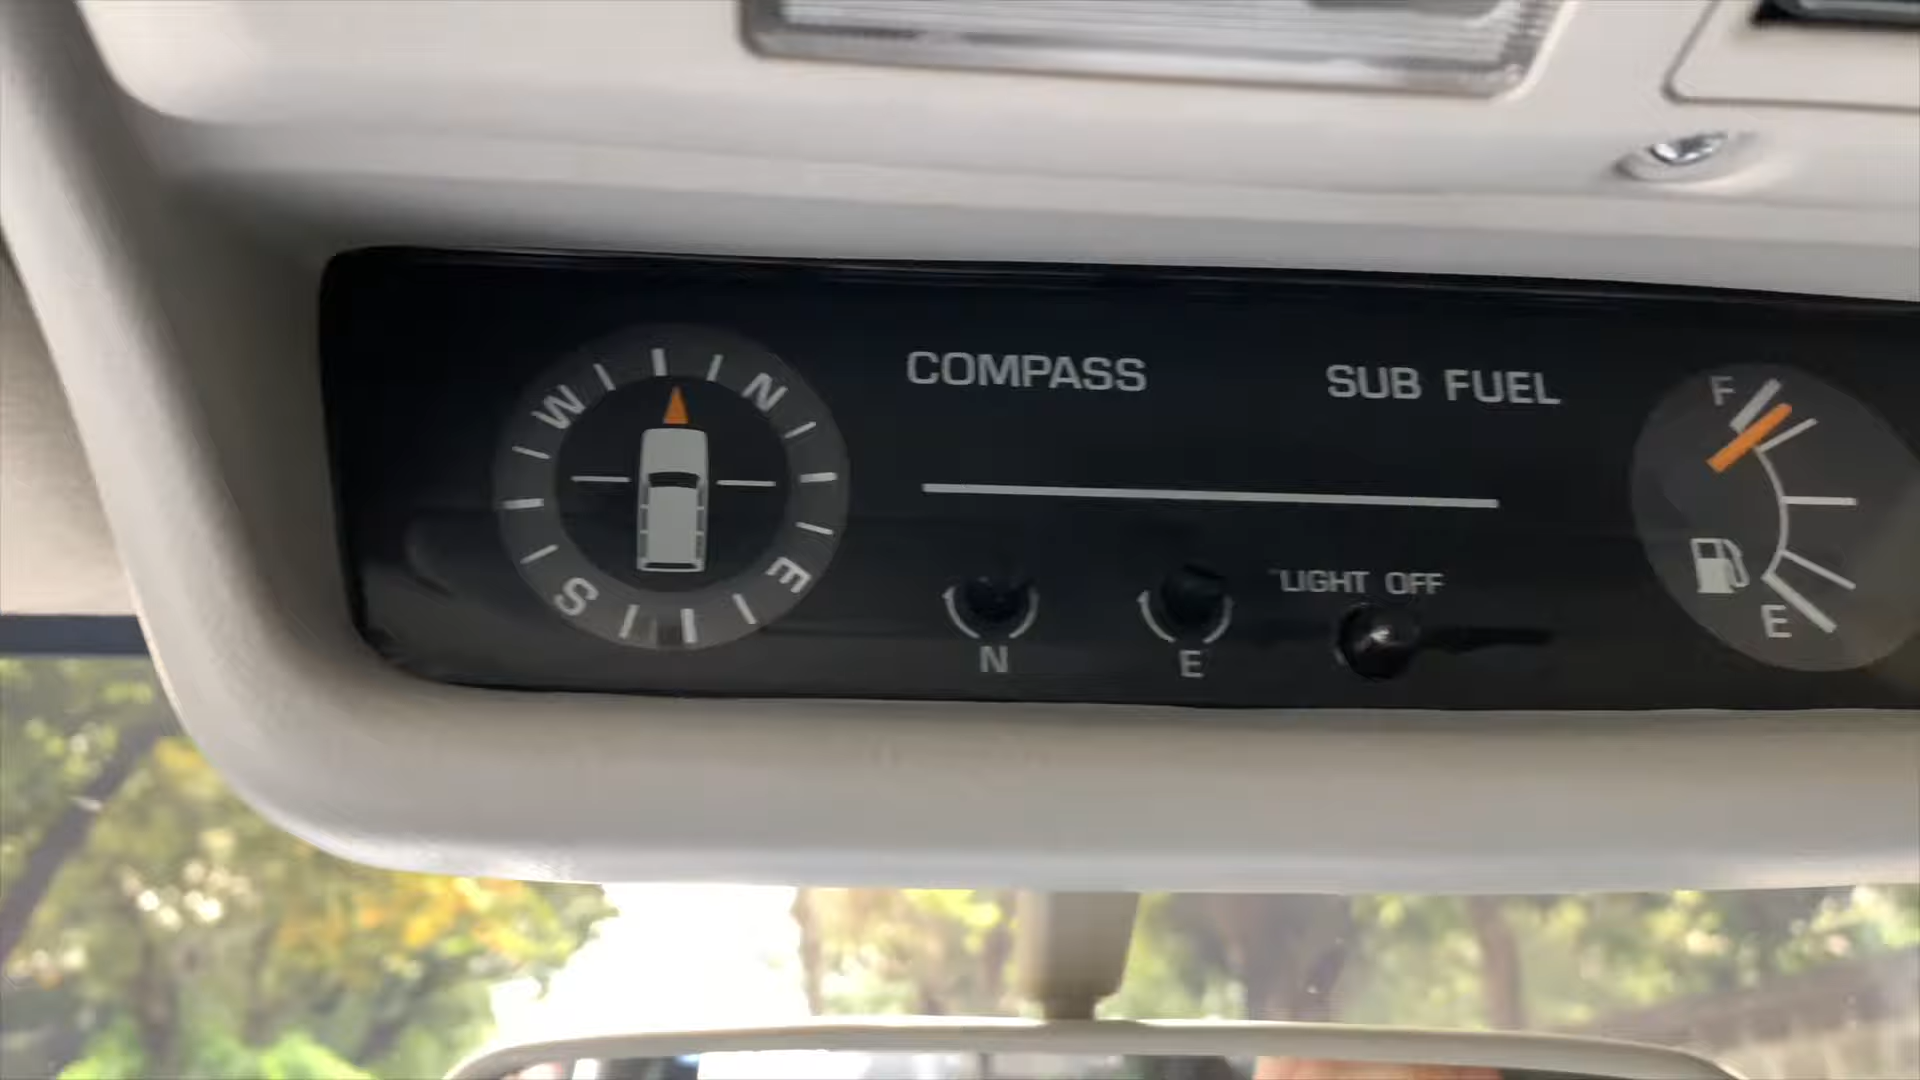 COMPASS
SUB FUEL
W N
S E
F
E
LIGHT OFF
N
E